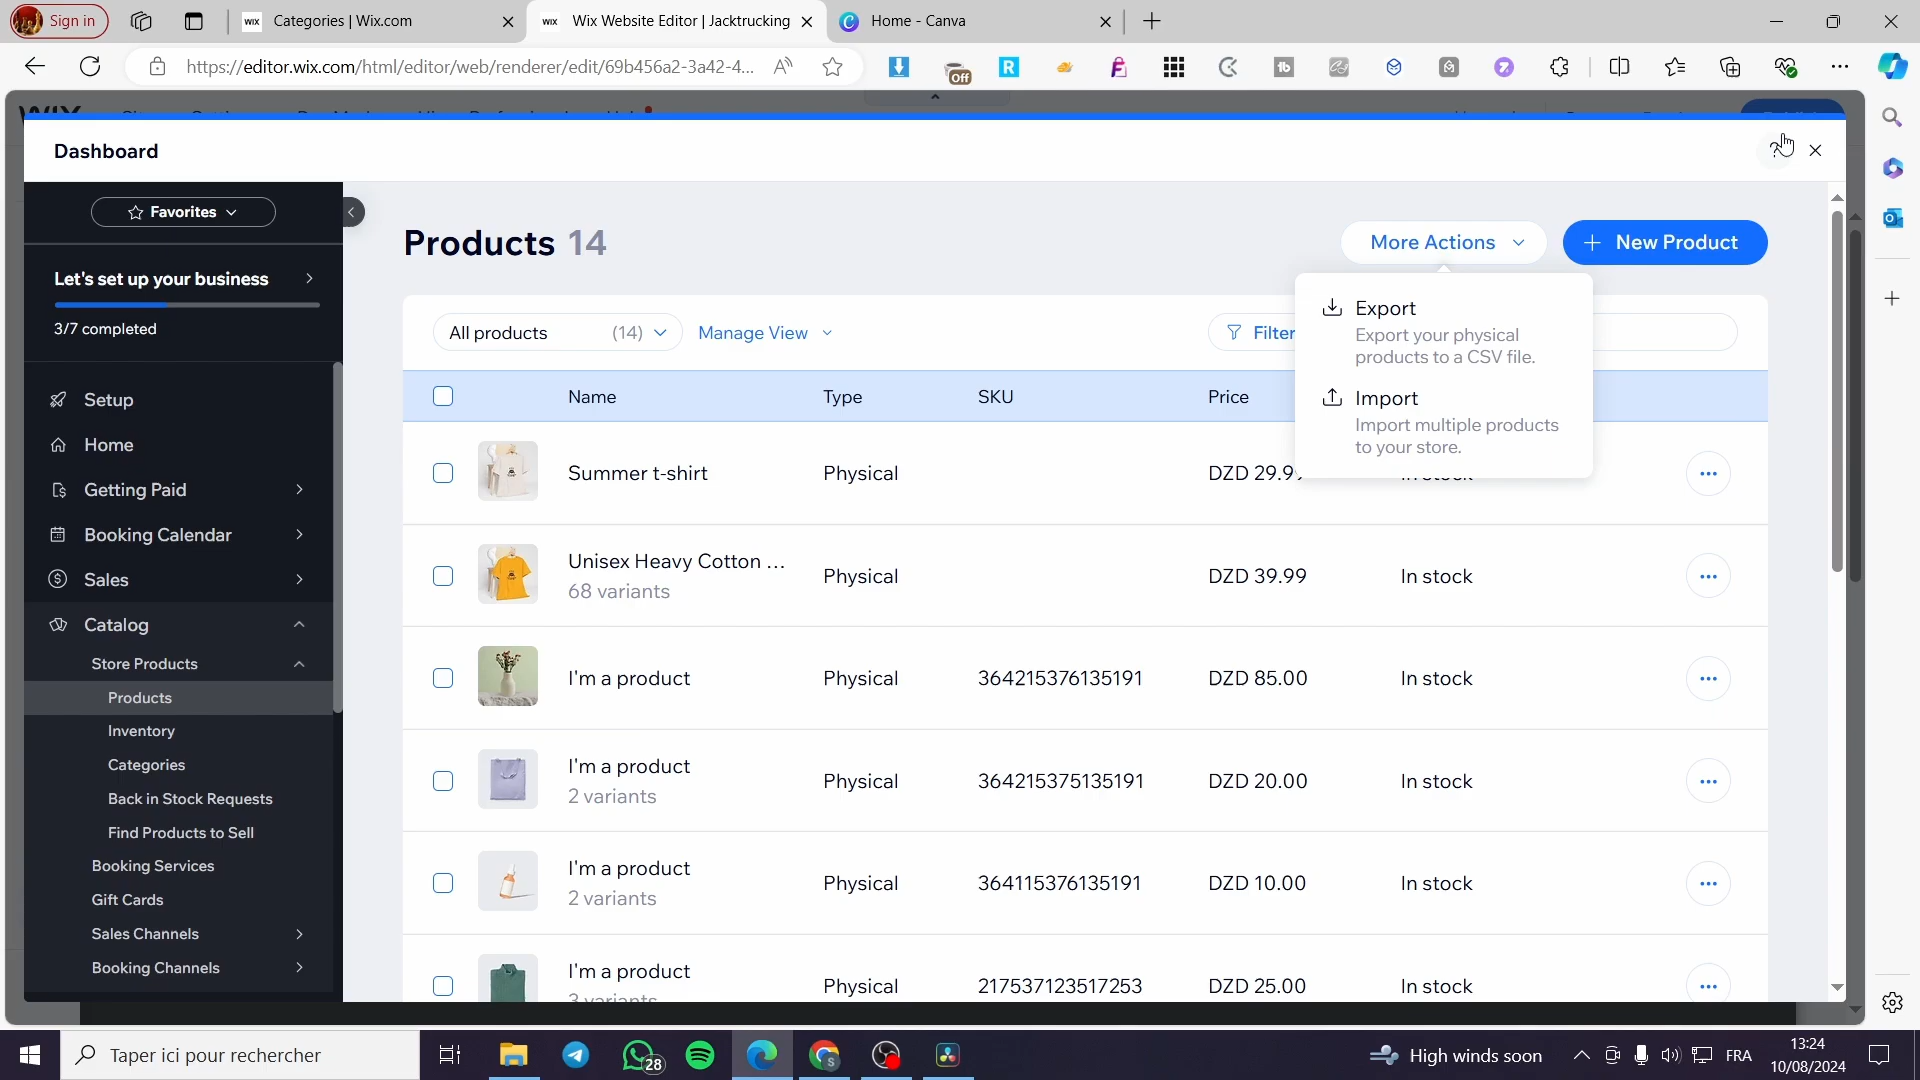 Sign in
Categories | Wix.com
Wix Website Editor | Jacktrucking
Home - Canva
https://editor.wix.com/html/editor/web/renderer/edit/69b456a2-3a42-4...
Off
Dashboard
?
Favorites
Let's set up your business
3/7 completed
Setup
Home
Getting Paid
Booking Calendar
Sales
Catalog
Store Products
Products
Inventory
Categories
Back in Stock Requests
Find Products to Sell
Booking Services
Gift Cards
Sales Channels
Booking Channels
Products 14
More Actions
+ New Product
Export
Export your physical
products to a CSV file.
Import
Import multiple products
to your store.
All products (14)
Manage View
Filter
Name Type SKU Price
Summer t-shirt Physical DZD 29.99
Unisex Heavy Cotton ... Physical DZD 39.99 In stock
68 variants
I'm a product Physical 364215376135191 DZD 85.00 In stock
I'm a product Physical 364215375135191 DZD 20.00 In stock
2 variants
I'm a product Physical 364115376135191 DZD 10.00 In stock
2 variants
I'm a product Physical 217537123517253 DZD 25.00 In stock
3 variants
Taper ici pour rechercher
28
High winds soon
FRA
13:24
10/08/2024